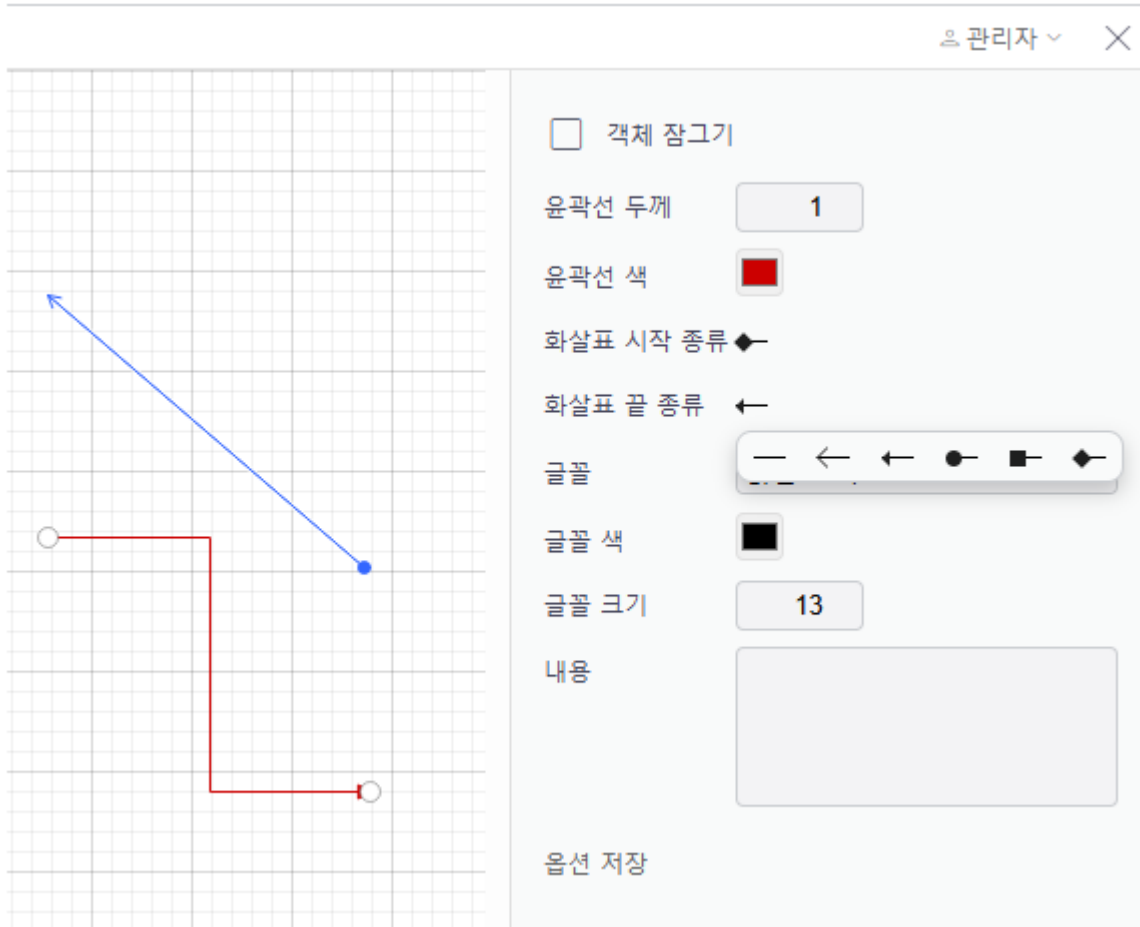 관리자
객체 잠그기
윤곽선 두께 1
윤곽선 색
화살표 시작 종류
화살표 끝 종류
글꼴
글꼴 색
글꼴 크기 13
내용
옵션 저장